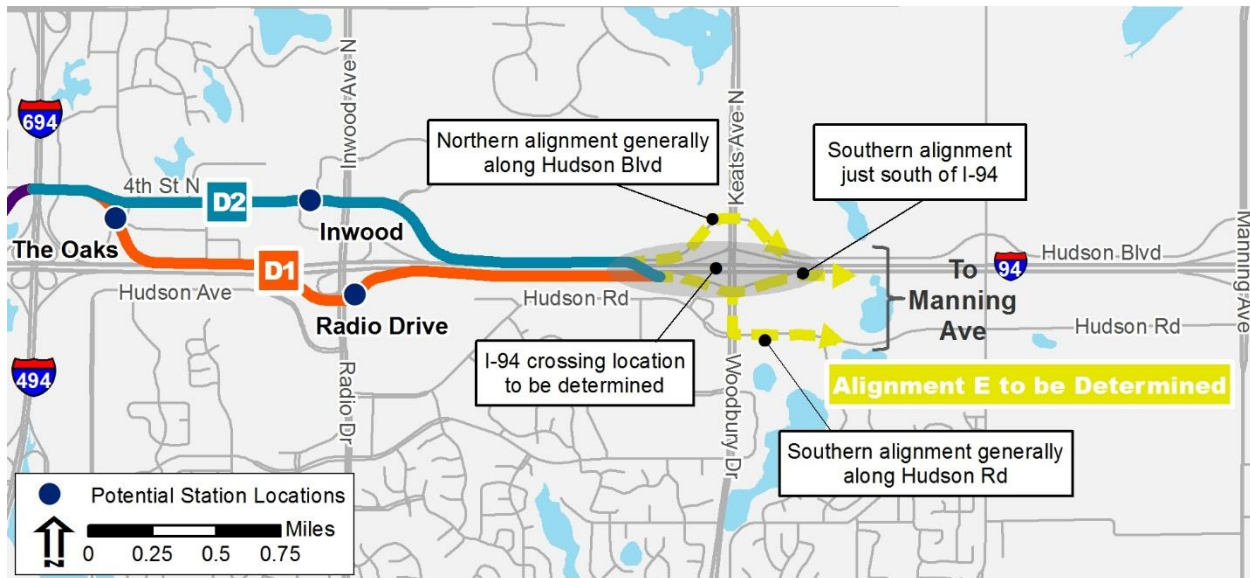 694
Inwood Ave N
Keats Ave N
Northern alignment generally
along Hudson Blvd
Southern alignment
just south of I-94
4th St N
D2
The Oaks
Inwood
D1
Hudson Ave
Radio Drive
Hudson Rd
Hudson Blvd
94
Manning Ave
To
Manning
Ave
Hudson Rd
494
Radio Dr
I-94 crossing location
to be determined
Woodbury Dr
Alignment E to be Determined
Southern alignment generally
along Hudson Rd
Potential Station Locations
N
Miles
0 0.25 0.5 0.75